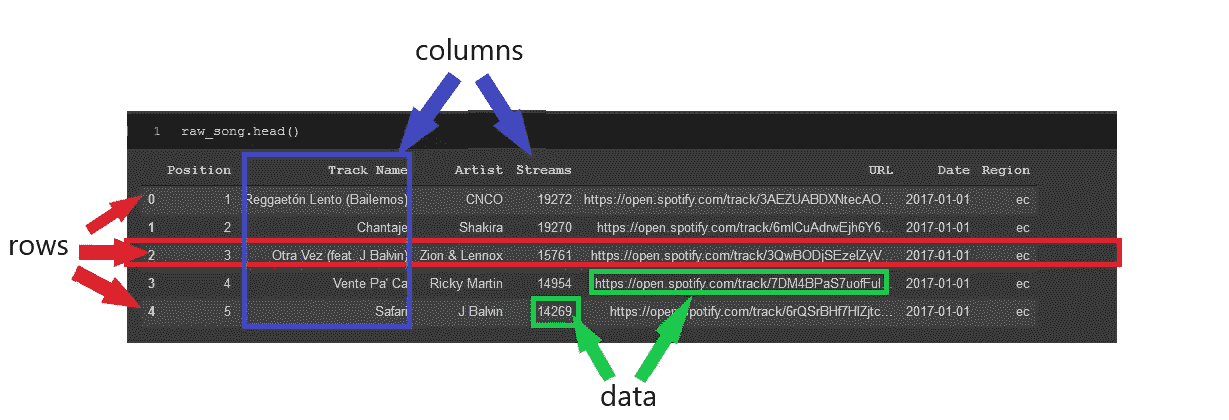 columns
1 raw_song.head()
Position Track Name Artist Streams URL Date Region
0 1 Reggaetón Lento (Bailemos) CNCO 19272 https://open.spotify.com/track/3AEZUABDXNtecAO... 2017-01-01 ec
1 2 Chantaje Shakira 19270 https://open.spotify.com/track/6mICuAdrwEjh6Y6... 2017-01-01 ec
rows
2 3 Otra Vez (feat. J Balvin) Zion & Lennox 15761 https://open.spotify.com/track/3QwBODjSEzelZyV... 2017-01-01 ec
3 4 Vente Pa' Ca Ricky Martin 14954 https://open.spotify.com/track/7DM4BPaS7uofFul... 2017-01-01 ec
4 5 Safari J Balvin 14269 https://open.spotify.com/track/6rQSrBHf7HlZjtc... 2017-01-01 ec
data